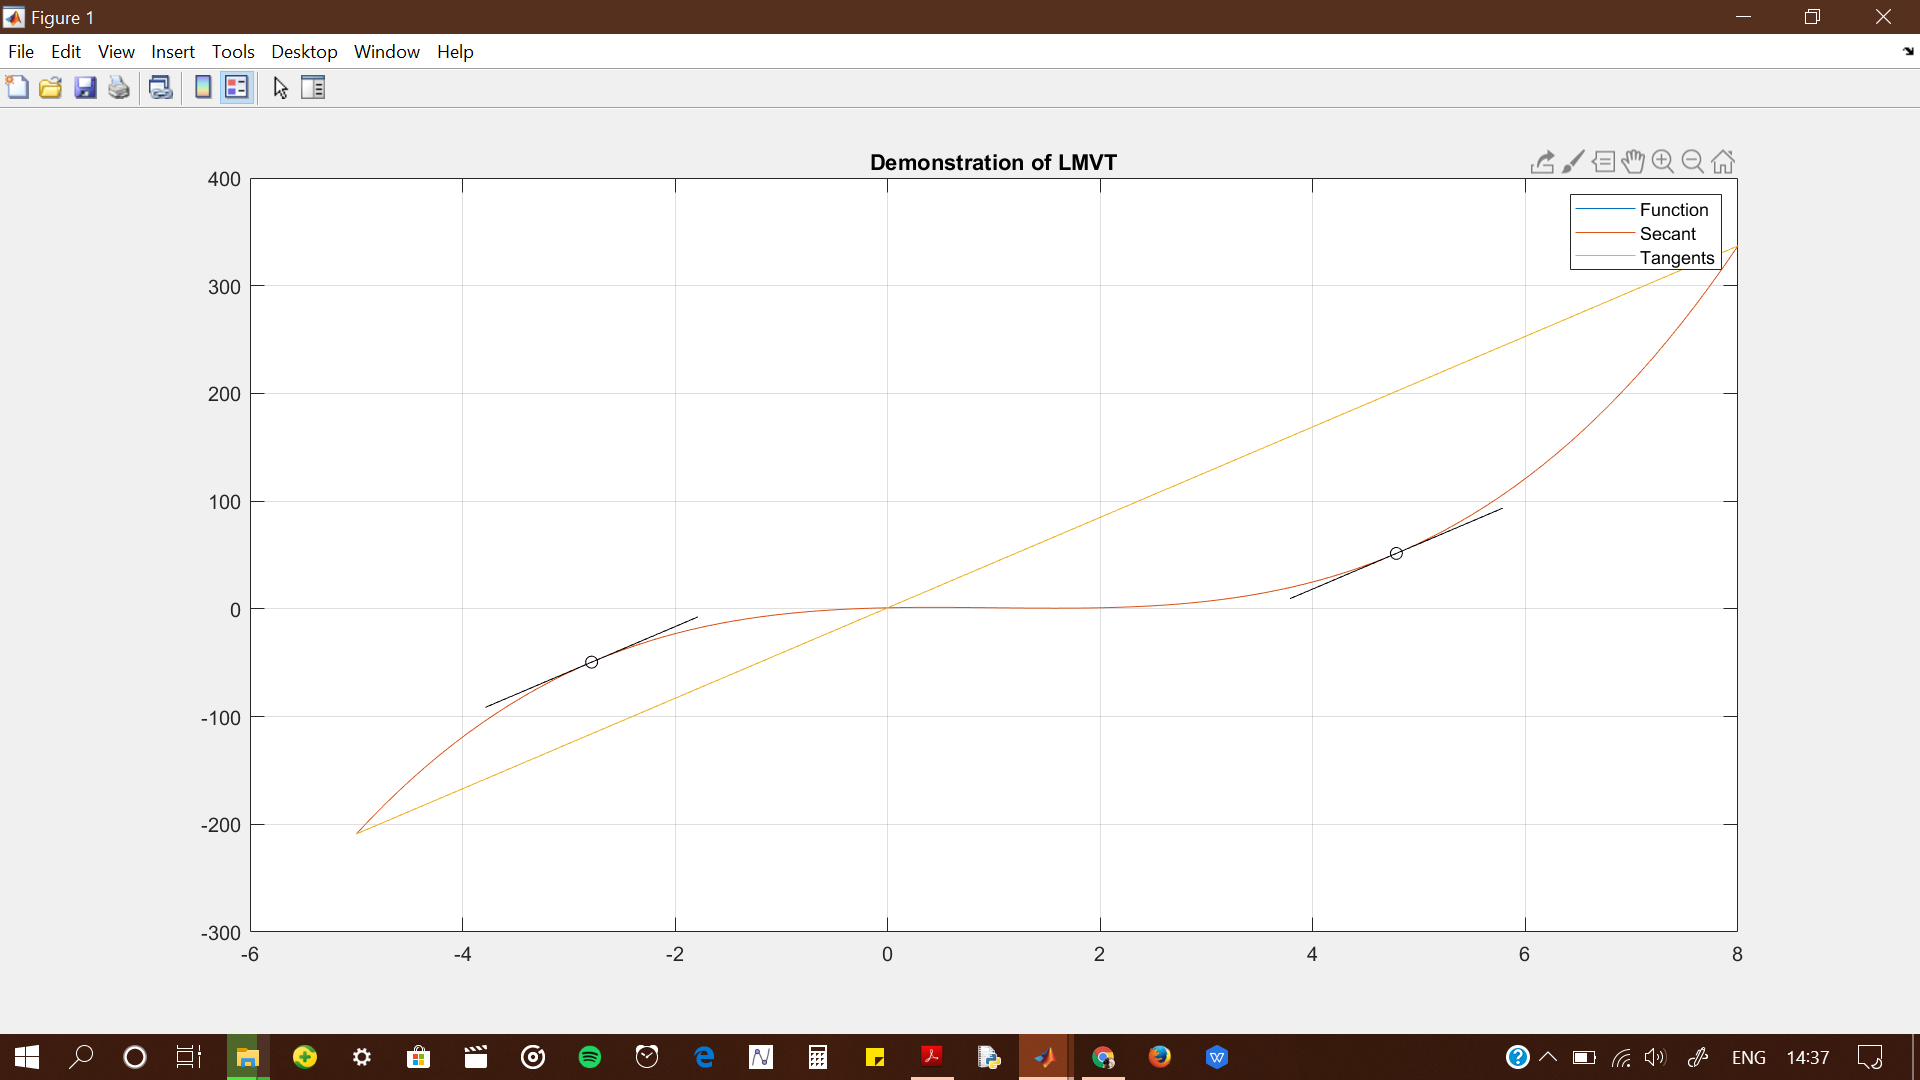 Figure 1
File Edit View Insert Tools Desktop Window Help
Demonstration of LMVT
400
300
200
100
0
-100
-200
-300
-6 -4 -2 0 2 4 6 8
Function
Secant
Tangents
ENG 14:37